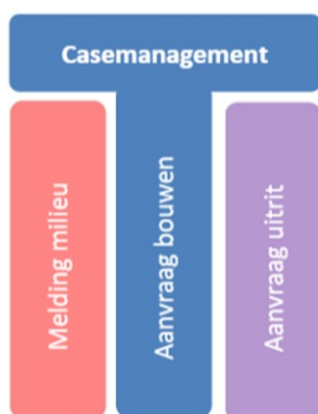 Casemanagement
Melding milieu
Aanvraag bouwen
Aanvraag uitrit